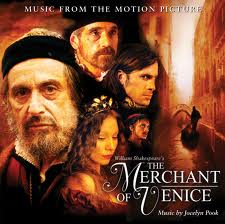 MUSIC FROM THE MOTION PICTURE
William Shakespeare's
THE
MERCHANT
OF VENICE
Music by Jocelyn Pook